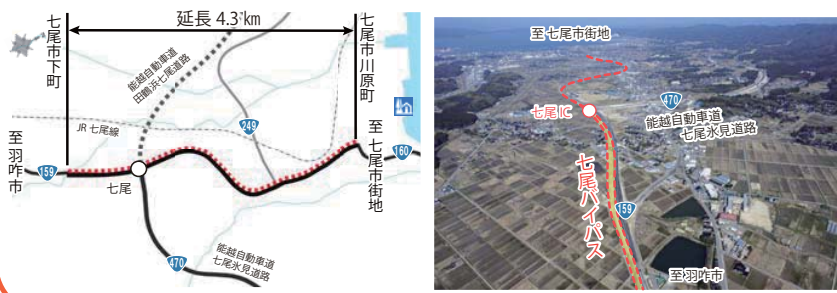 延長 4.3 km
七尾市下町
七尾市川原町
能越自動車道
田鶴浜七尾道路
JR 七尾線
249
至 羽咋市
159
七尾
至 七尾市街地
160
470
能越自動車道
七尾氷見道路
至 七尾市街地
七尾 IC
470
能越自動車道
七尾氷見道路
七尾バイパス
159
至 羽咋市